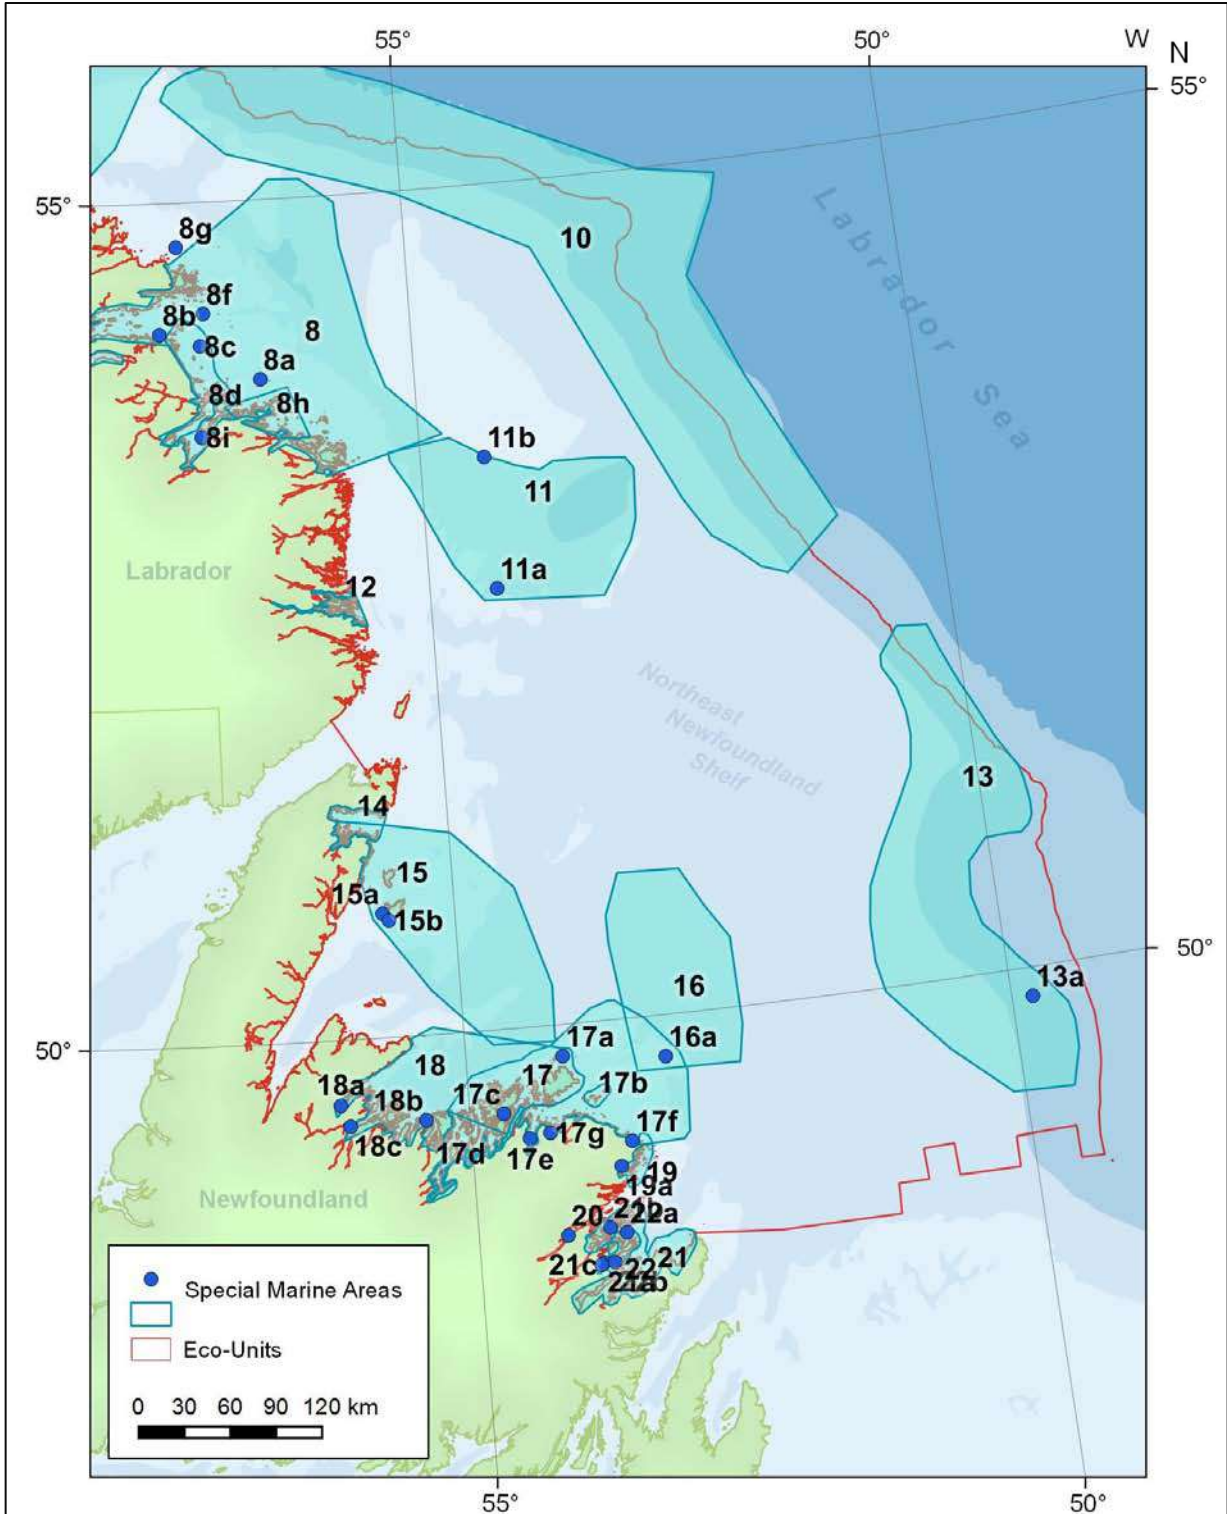 55°
50°
W
N
55°
55°
10
Labrador
Sea
8g
8f
8b
8
8c
8a
8d
8h
8i
11b
11
11a
Labrador
12
Northeast
Newfoundland
Shelf
13
14
15
15a
15b
50°
13a
16
50°
17a
16a
18
17
17b
18a
18b
17c
17f
18c
17d
17g
17e
19
19a
Newfoundland
20
21b
22a
21c
22
21
21a
22b
Special Marine Areas
Eco-Units
0 30 60 90 120 km
55°
50°